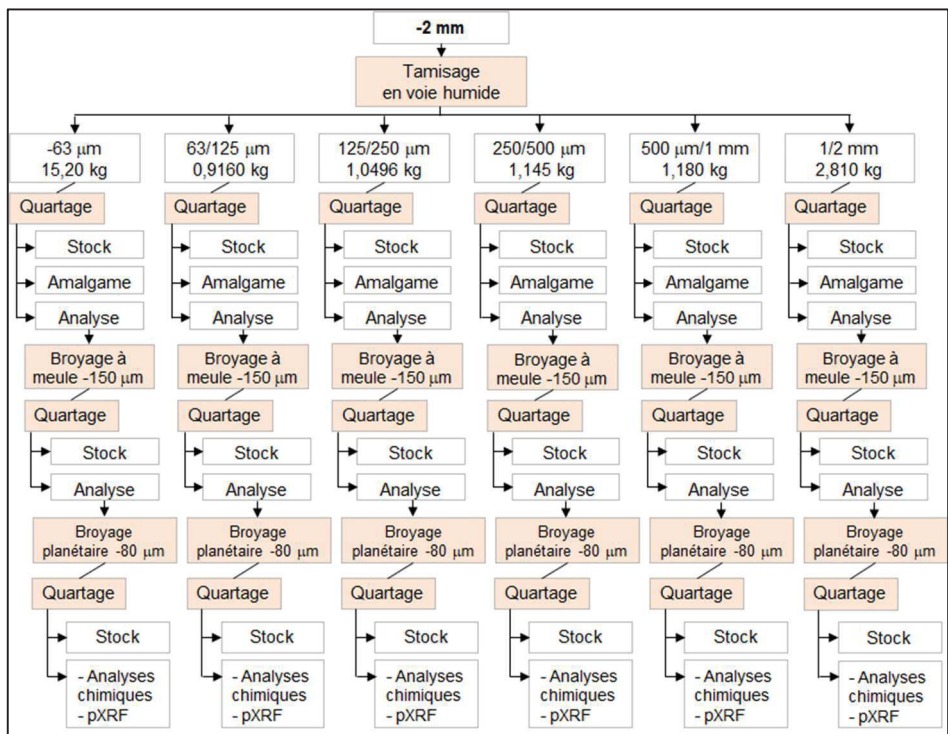 -2 mm
Tamisage
en voie humide
-63 µm
15,20 kg
63/125 µm
0,9160 kg
125/250 µm
1,0496 kg
250/500 µm
1,145 kg
500 µm/1 mm
1,180 kg
1/2 mm
2,810 kg
Quartage
Quartage
Quartage
Quartage
Quartage
Quartage
Stock
Stock
Stock
Stock
Stock
Stock
Amalgame
Amalgame
Amalgame
Amalgame
Amalgame
Amalgame
Analyse
Analyse
Analyse
Analyse
Analyse
Analyse
Broyage à
meule -150 µm
Broyage à
meule -150 µm
Broyage à
meule -150 µm
Broyage à
meule -150 µm
Broyage à
meule -150 µm
Broyage à
meule -150 µm
Quartage
Quartage
Quartage
Quartage
Quartage
Quartage
Stock
Stock
Stock
Stock
Stock
Stock
Analyse
Analyse
Analyse
Analyse
Analyse
Analyse
Broyage
planétaire -80 µm
Broyage
planétaire -80 µm
Broyage
planétaire -80 µm
Broyage
planétaire -80 µm
Broyage
planétaire -80 µm
Broyage
planétaire -80 µm
Quartage
Quartage
Quartage
Quartage
Quartage
Quartage
Stock
Stock
Stock
Stock
Stock
Stock
- Analyses
chimiques
- pXRF
- Analyses
chimiques
- pXRF
- Analyses
chimiques
- pXRF
- Analyses
chimiques
- pXRF
- Analyses
chimiques
- pXRF
- Analyses
chimiques
- pXRF